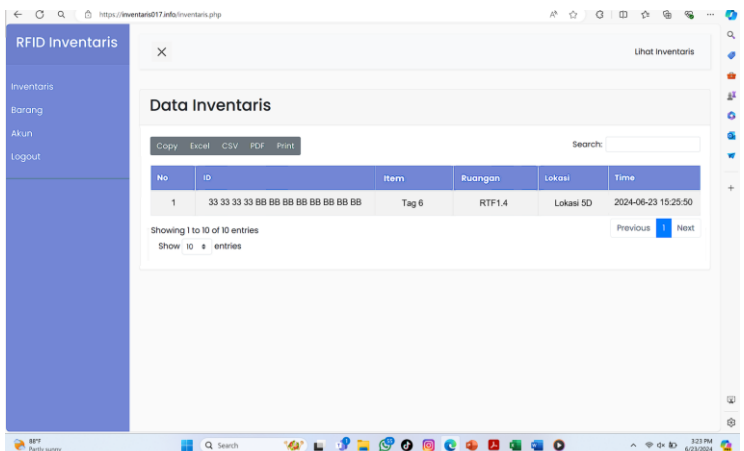 https://inventaris017.info/inventaris.php
RFID Inventaris
Lihat Inventaris
Inventaris
Barang
Akun
Logout
Data Inventaris
Copy Excel CSV PDF Print
Search:
No ID Item Ruangan Lokasi Time
1 33 33 33 33 BB BB BB BB BB BB BB BB Tag 6 RTF1.4 Lokasi 5D 2024-06-23 15:25:50
Showing 1 to 10 of 10 entries
Previous 1 Next
Show 10 entries
88°F
Partly sunny
Search
3:23 PM
6/23/2024